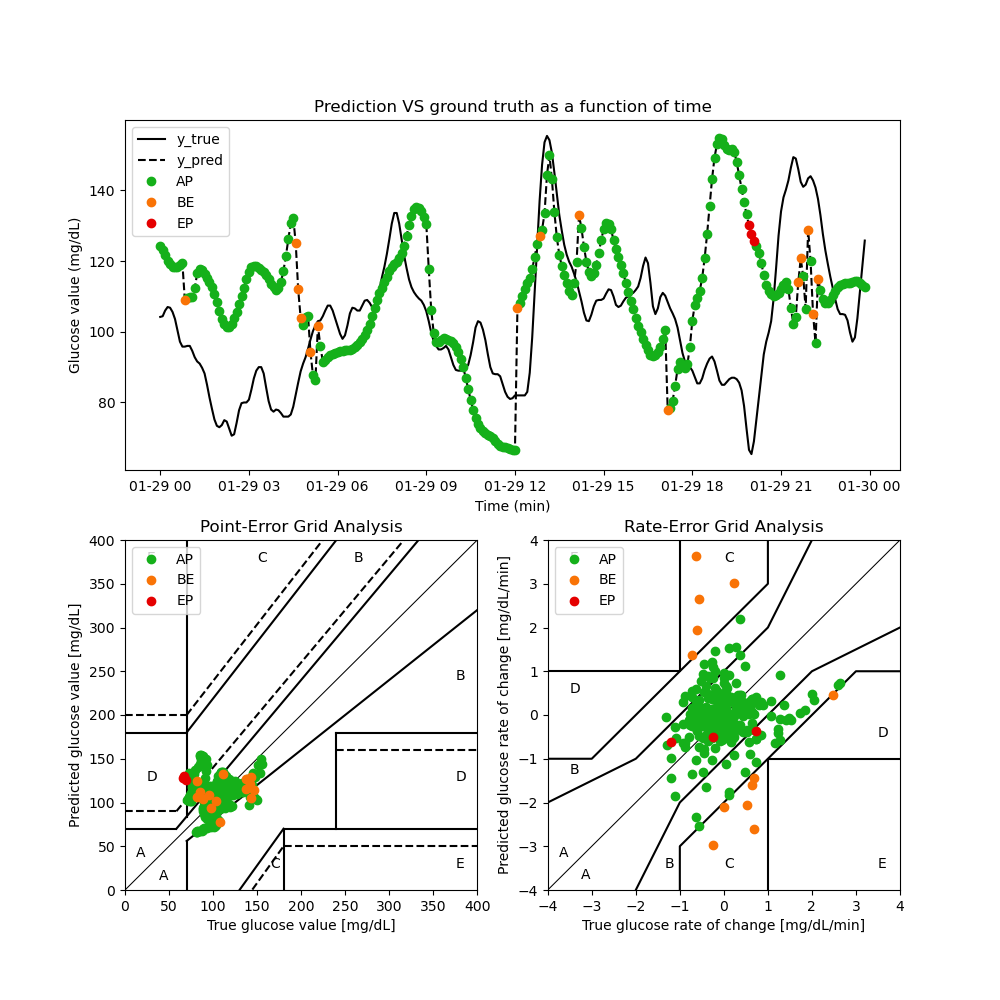 Prediction VS ground truth as a function of time
y_true
y_pred
AP
BE
EP
Glucose value (mg/dL)
140
120
100
80
01-29 00 01-29 03 01-29 06 01-29 09 01-29 12 01-29 15 01-29 18 01-29 21 01-30 00
Time (min)
Point-Error Grid Analysis
AP
BE
EP
C
B
B
D
D
A
A
C
E
Predicted glucose value [mg/dL]
400
350
300
250
200
150
100
50
0
0 50 100 150 200 250 300 350 400
True glucose value [mg/dL]
Rate-Error Grid Analysis
AP
BE
EP
C
D
D
B
A
A
B
C
E
Predicted glucose rate of change [mg/dL/min]
4
3
2
1
0
−1
−2
−3
−4
−4 −3 −2 −1 0 1 2 3 4
True glucose rate of change [mg/dL/min]